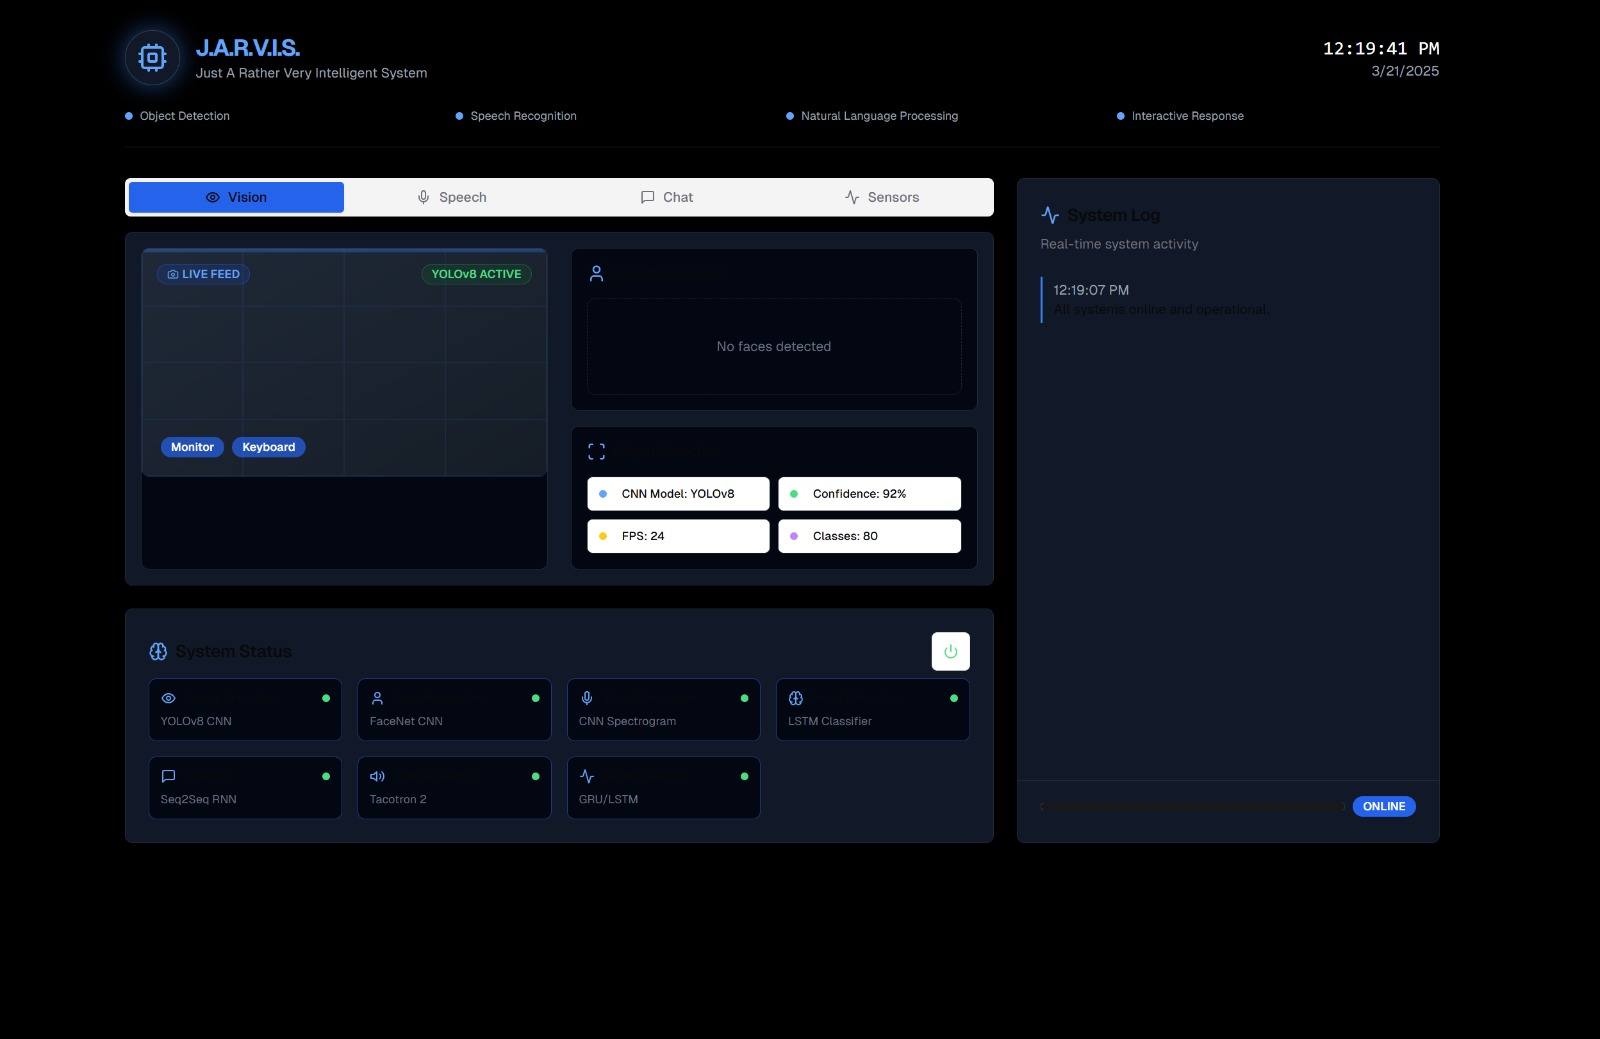 J.A.R.V.I.S.
Just A Rather Very Intelligent System
12:19:41 PM
3/21/2025
Object Detection
Speech Recognition
Natural Language Processing
Interactive Response
Vision
Speech
Chat
Sensors
LIVE FEED
YOLOv8 ACTIVE
Monitor
Keyboard
No faces detected
CNN Model: YOLOv8
Confidence: 92%
FPS: 24
Classes: 80
System Log
Real-time system activity
12:19:07 PM
All systems online and operational.
ONLINE
System Status
YOLOv8 CNN
FaceNet CNN
CNN Spectrogram
LSTM Classifier
Seq2Seq RNN
Tacotron 2
GRU/LSTM